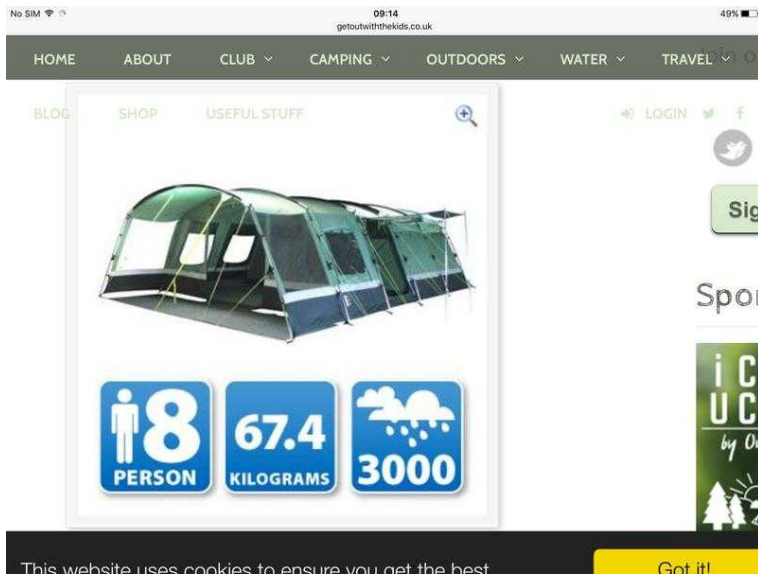 No SIM 09:14 49%
getoutwiththekids.co.uk
HOME ABOUT CLUB CAMPING OUTDOORS WATER TRAVEL
BLOG SHOP USEFUL STUFF LOGIN
Sig
Spo
8
PERSON
67.4
KILOGRAMS
3000
i C
U C
by O
This website uses cookies to ensure you get the best
Got it!